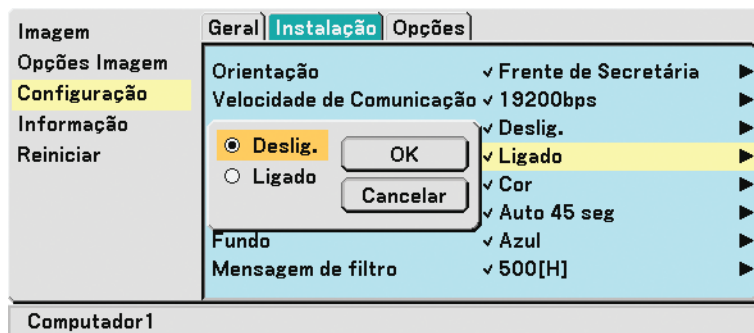 Imagem
Opções Imagem
Configuração
Informação
Reiniciar
Geral Instalação Opções
Orientação ✓ Frente de Secretária ▶
Velocidade de Comunicação ✓ 19200bps ▶
✓ Deslig. ▶
✓ Ligado ▶
✓ Cor ▶
✓ Auto 45 seg ▶
Fundo ✓ Azul ▶
Mensagem de filtro ✓ 500[H] ▶
Deslig.
Ligado
OK
Cancelar
Computador1